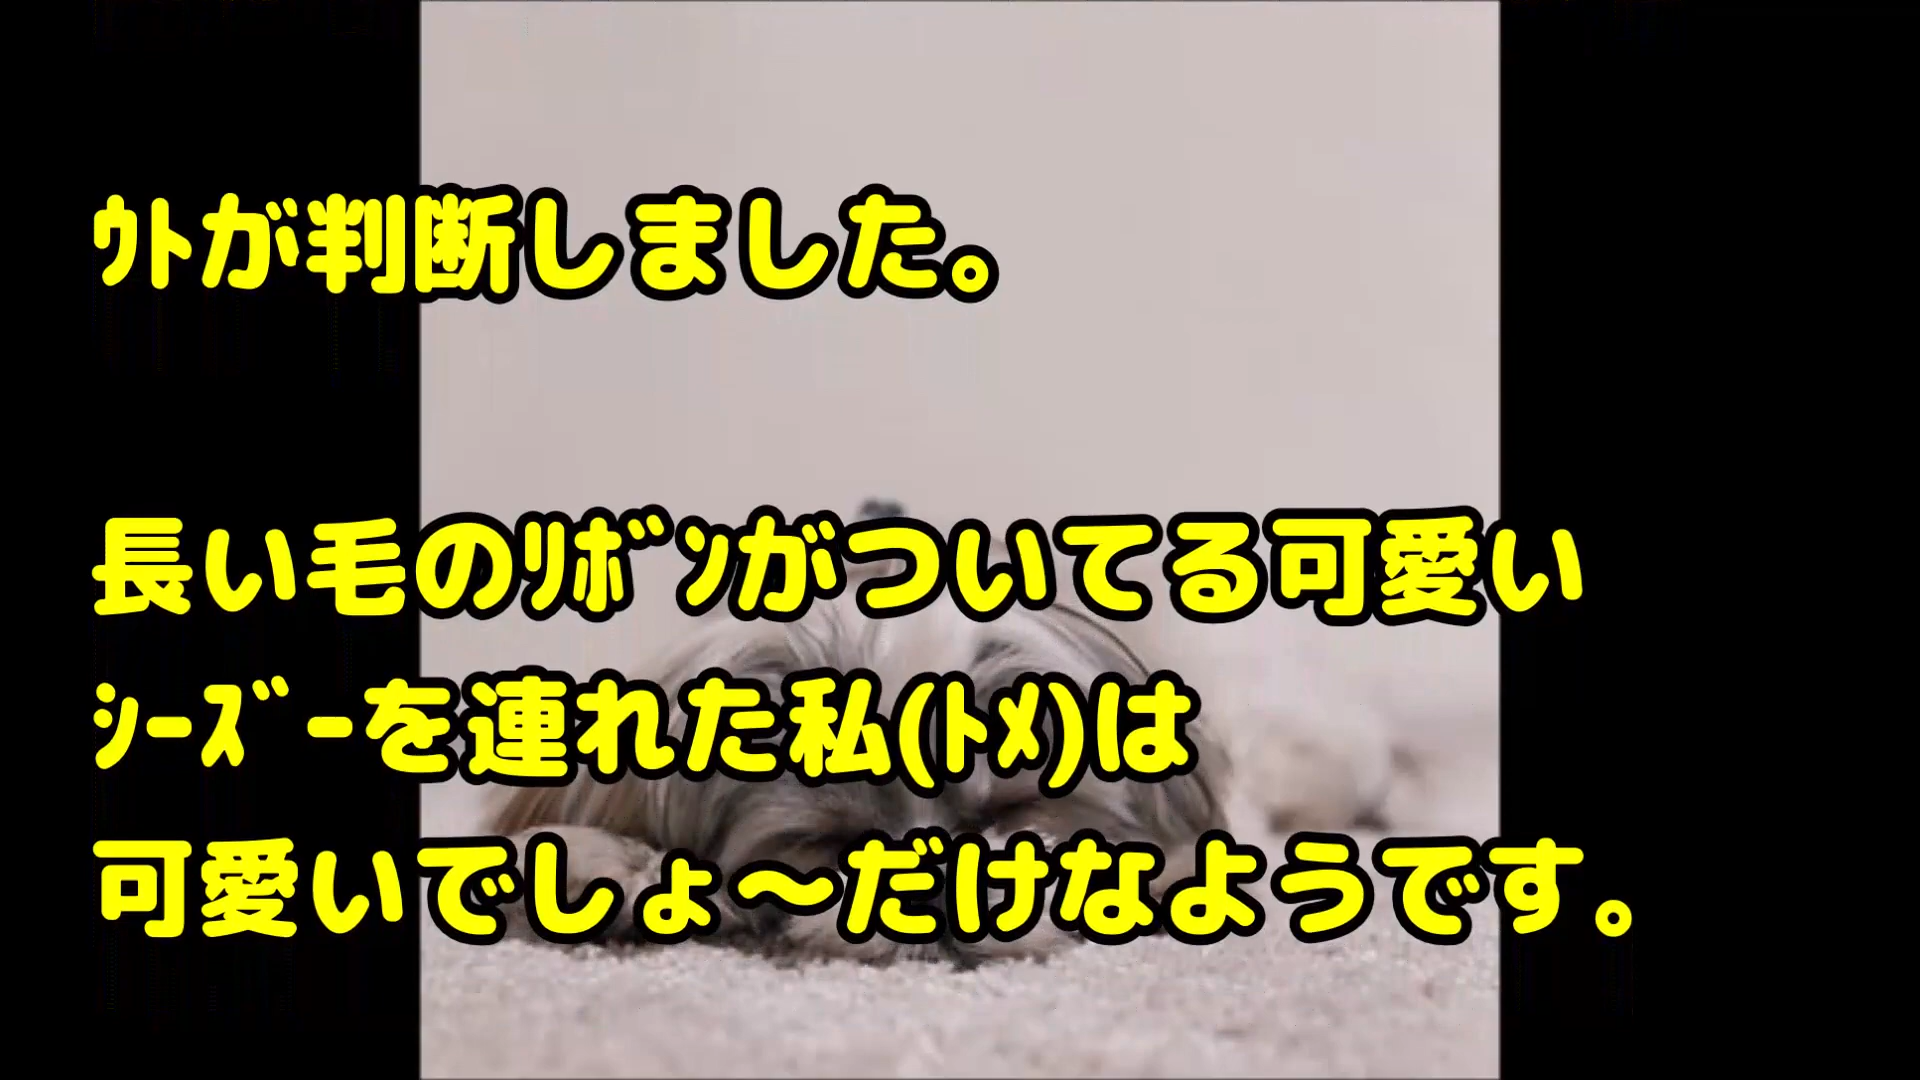 ｳﾄが判断しました。
長い毛のﾘﾎﾞﾝがついてる可愛い
ｼｰｽﾞｰを連れた私(ﾄﾒ)は
可愛いでしょ～だけなようです。